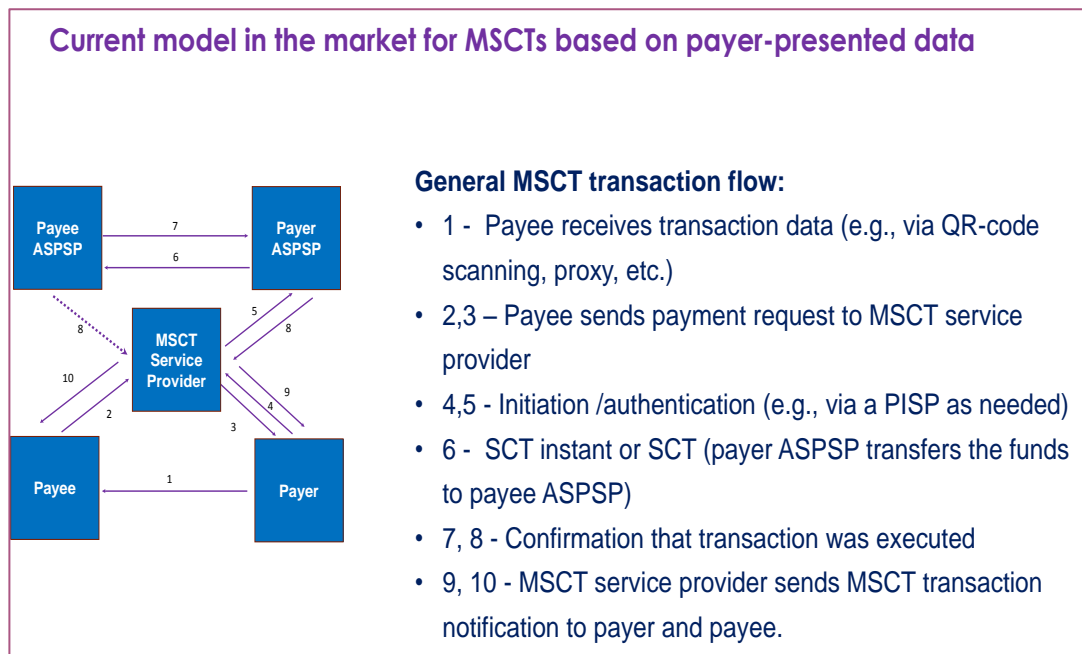 Current model in the market for MSCTs based on payer-presented data
Payee
ASPSP
7
6
Payer
ASPSP
8
MSCT
Service
Provider
5
8
10
2
9
4
3
Payee
1
Payer
General MSCT transaction flow:
• 1 - Payee receives transaction data (e.g., via QR-code
scanning, proxy, etc.)
• 2,3 – Payee sends payment request to MSCT service
provider
• 4,5 - Initiation /authentication (e.g., via a PISP as needed)
• 6 - SCT instant or SCT (payer ASPSP transfers the funds
to payee ASPSP)
• 7, 8 - Confirmation that transaction was executed
• 9, 10 - MSCT service provider sends MSCT transaction
notification to payer and payee.